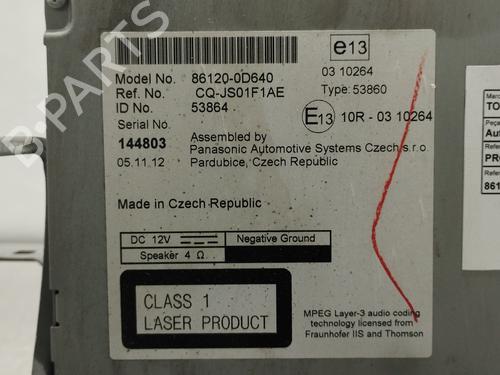 e13
Model No. 86120-0D640
03 10264
Ref. No. CQ-JS01F1AE
Type: 53860
ID No. 53864
E13 10R - 03 10264
Serial No.
144803
Assembled by
Panasonic Automotive Systems Czech s.r.o
05.11.12
Pardubice, Czech Republic
Made in Czech Republic
DC 12V
Negative Ground
Speaker 4 Ω
CLASS 1
LASER PRODUCT
MPEG Layer-3 audio coding
technology licensed from
Fraunhofer IIS and Thomson